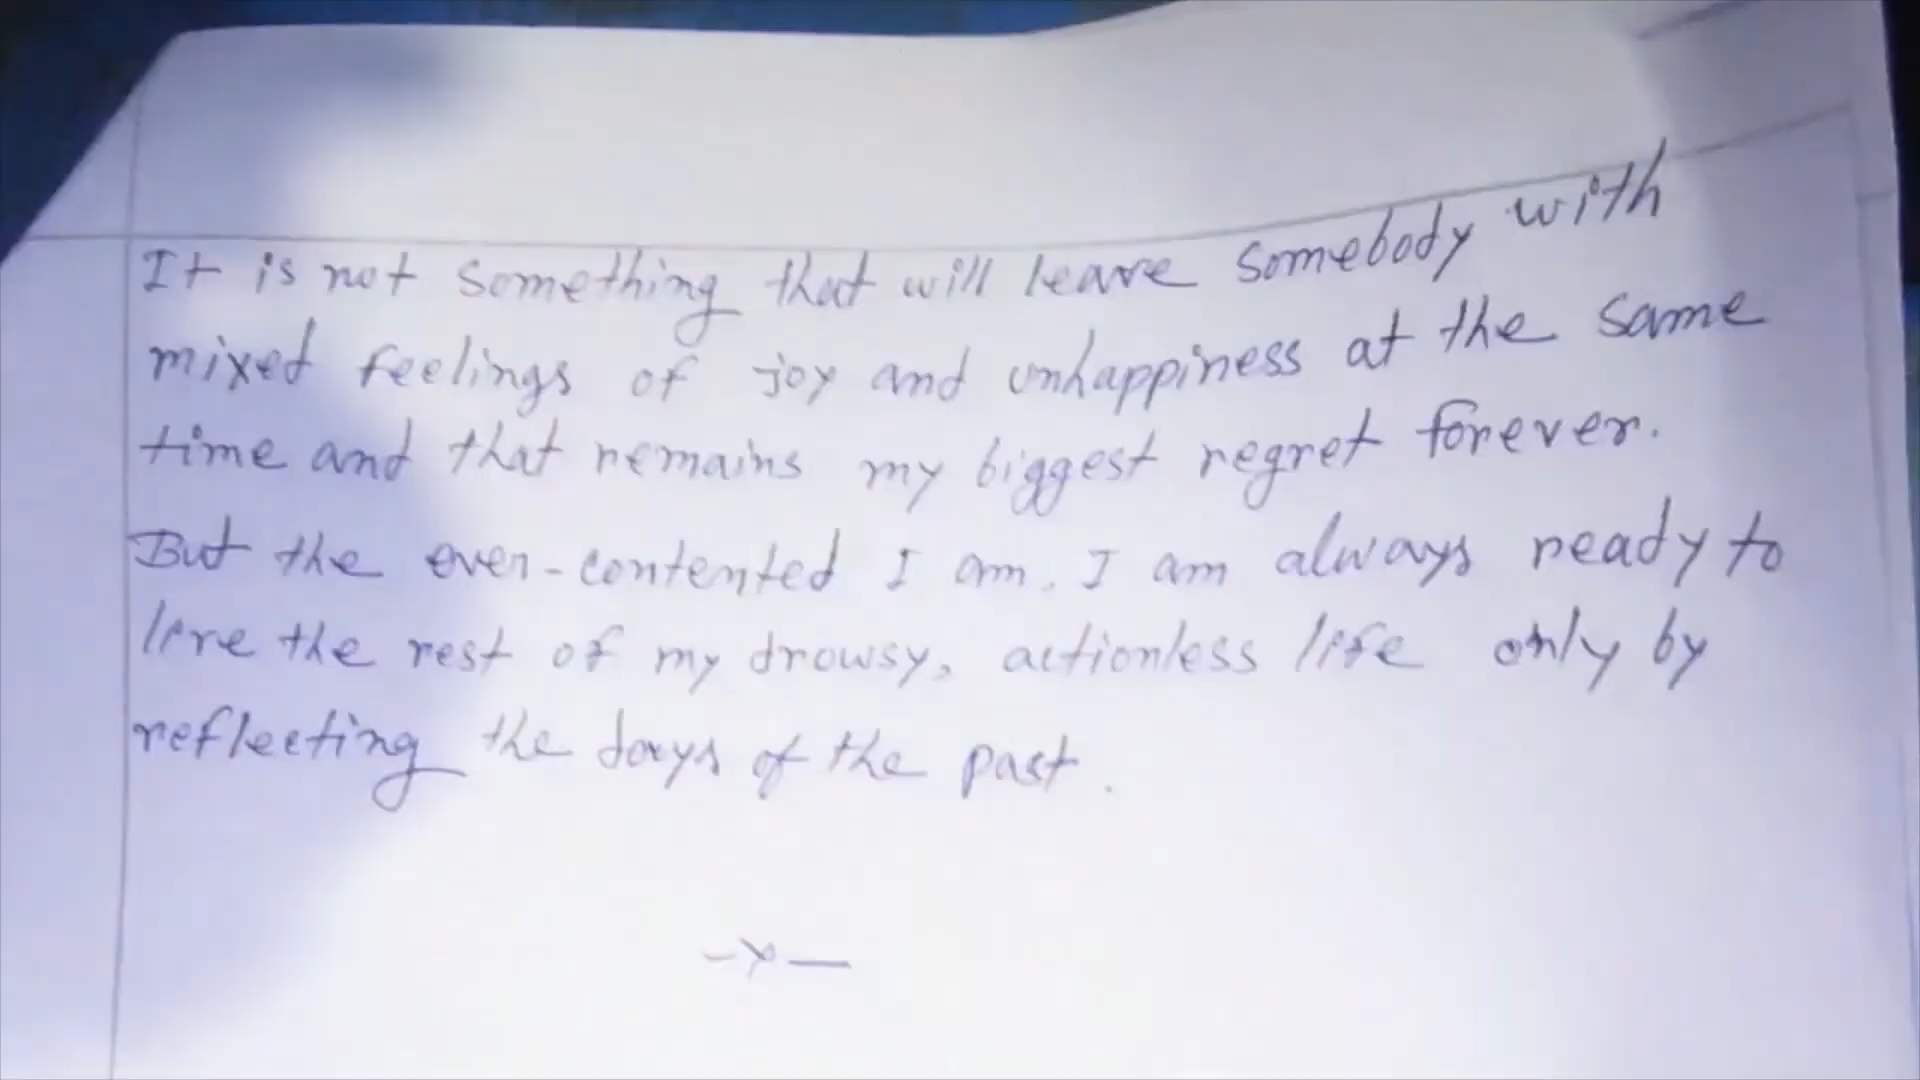 It is not something that will leave somebody with
mixed feelings of joy and unhappiness at the same
time and that remains my biggest regret forever.
But the ever-contented I am. I am always ready to
live the rest of my drowsy, actionless life only by
reflecting the days of the past.
—x—